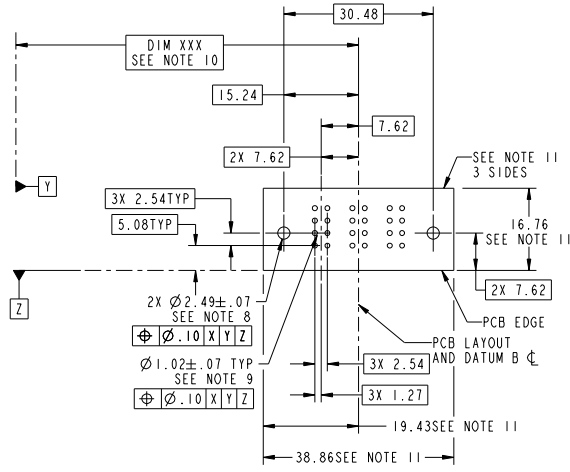 30.48
DIM XXX
SEE NOTE 10
15.24
7.62
2X 7.62
SEE NOTE 11
3 SIDES
Y
3X 2.54TYP
16.76
SEE NOTE 11
5.08TYP
2X 7.62
Z
2X Ø2.49±.07
SEE NOTE 8
⌖ Ø.10 X Y Z
PCB EDGE
PCB LAYOUT
AND DATUM B ℄
Ø1.02±.07 TYP
SEE NOTE 9
⌖ Ø.10 X Y Z
3X 2.54
3X 1.27
19.43SEE NOTE 11
38.86SEE NOTE 11